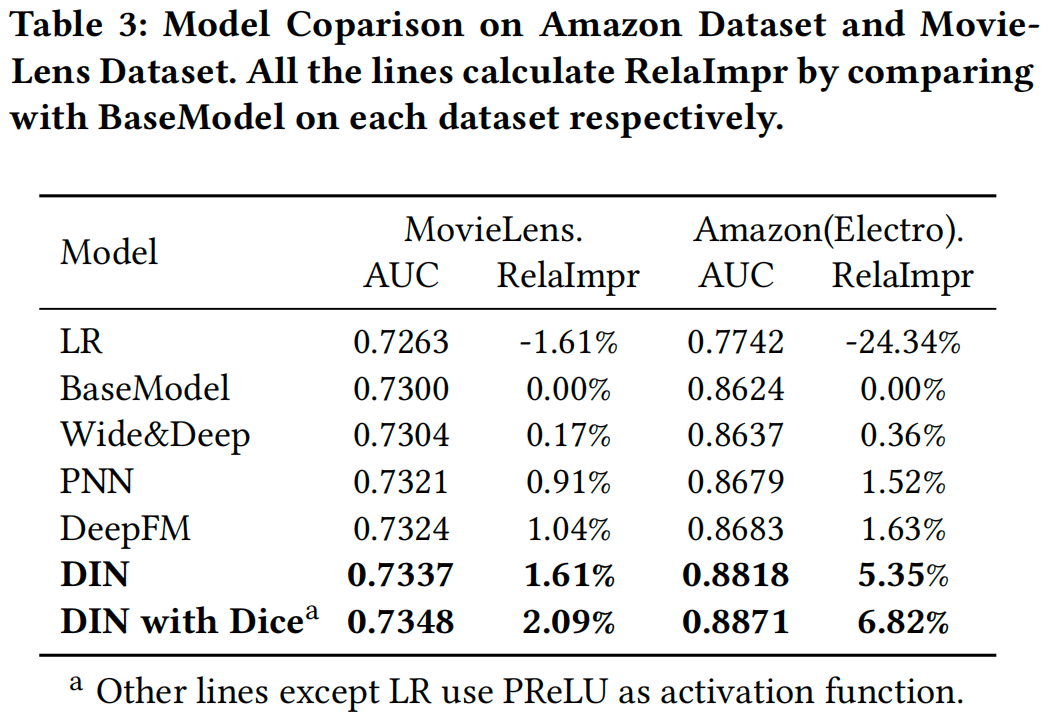 Table 3: Model Coparison on Amazon Dataset and Movie-
Lens Dataset. All the lines calculate RelaImpr by comparing
with BaseModel on each dataset respectively.
Model MovieLens. Amazon(Electro).
AUC RelaImpr AUC RelaImpr
LR 0.7263 -1.61% 0.7742 -24.34%
BaseModel 0.7300 0.00% 0.8624 0.00%
Wide&Deep 0.7304 0.17% 0.8637 0.36%
PNN 0.7321 0.91% 0.8679 1.52%
DeepFM 0.7324 1.04% 0.8683 1.63%
DIN 0.7337 1.61% 0.8818 5.35%
DIN with Dice^a 0.7348 2.09% 0.8871 6.82%
^a Other lines except LR use PReLU as activation function.